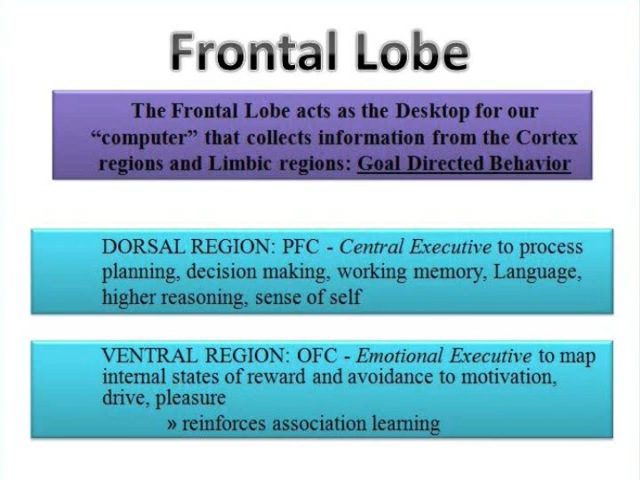 Frontal Lobe
The Frontal Lobe acts as the Desktop for our
“computer” that collects information from the Cortex
regions and Limbic regions: Goal Directed Behavior
DORSAL REGION: PFC - Central Executive to process
planning, decision making, working memory, Language,
higher reasoning, sense of self
VENTRAL REGION: OFC - Emotional Executive to map
internal states of reward and avoidance to motivation,
drive, pleasure
» reinforces association learning